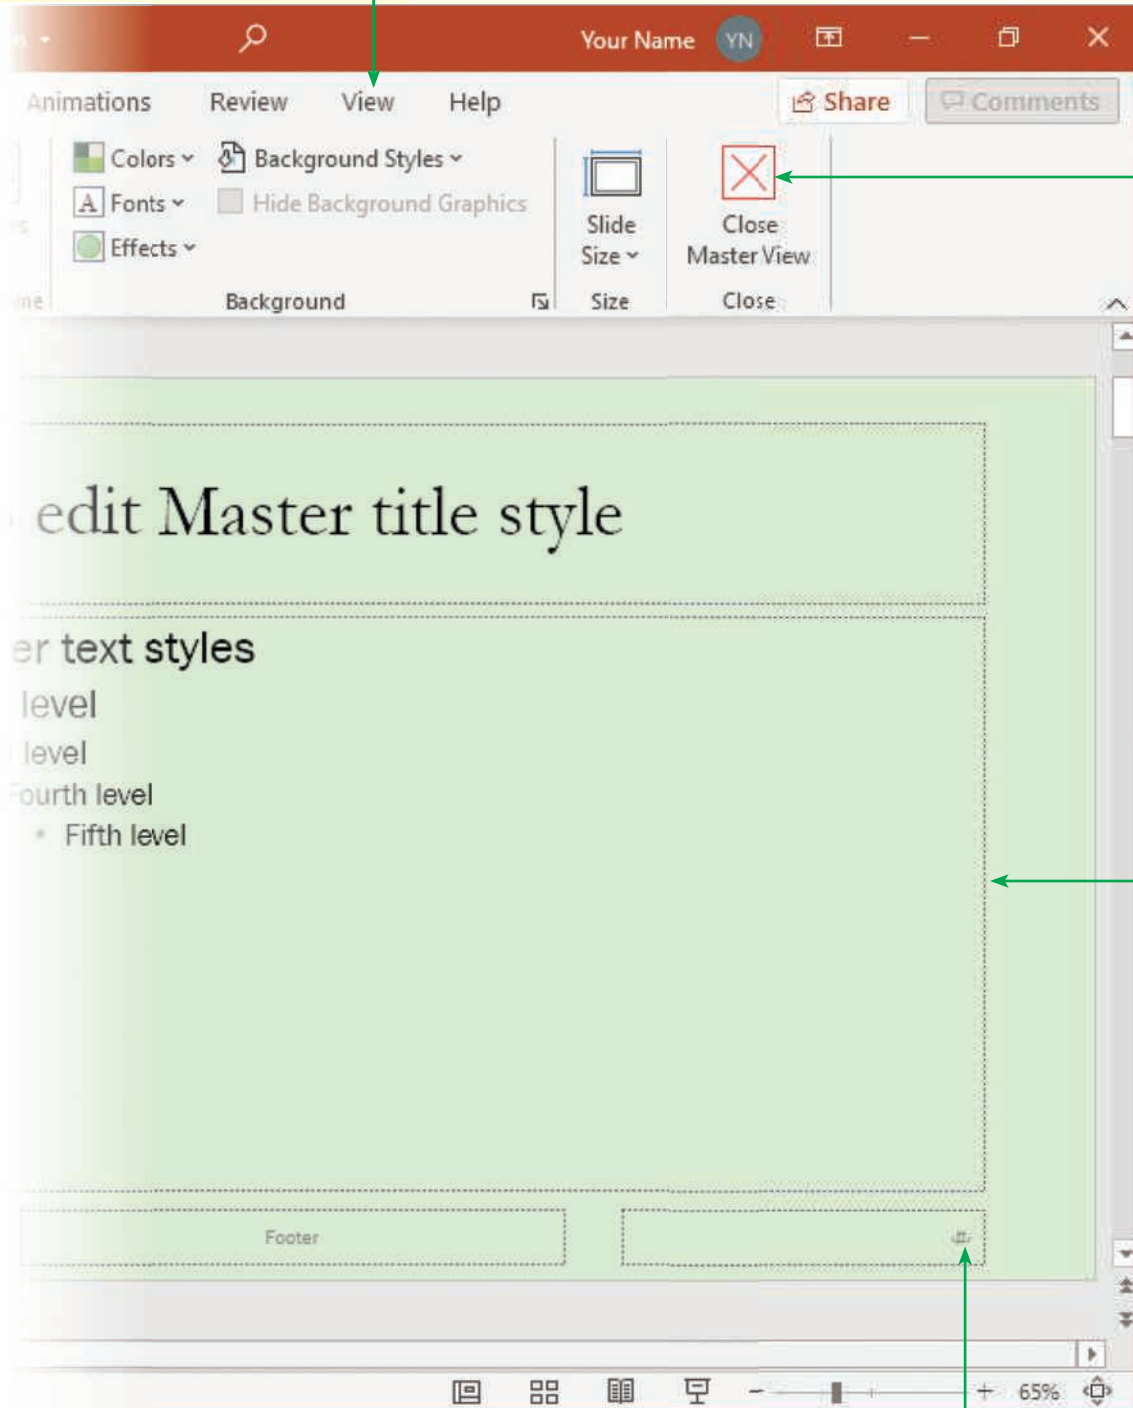 Your Name YN
Animations Review View Help Share Comments
Colors Background Styles
A Fonts Hide Background Graphics
Effects
Slide
Size
Close
Master View
Background Size Close
edit Master title style
text styles
level
level
Fourth level
• Fifth level
Footer
‹#›
65%